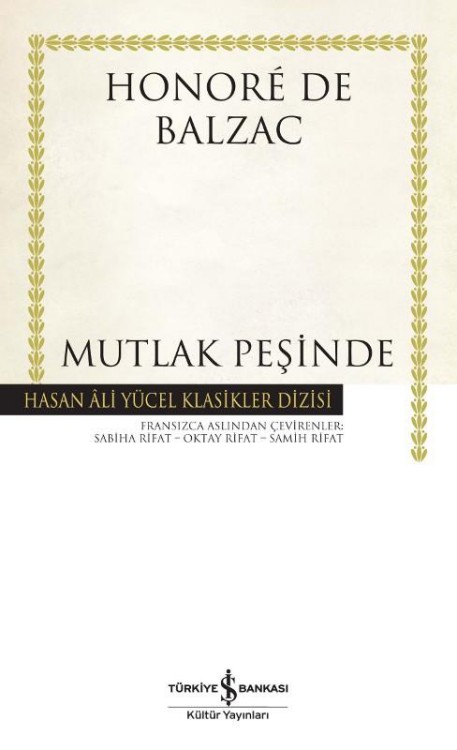 HONORÉ DE
BALZAC
MUTLAK PEŞİNDE
HASAN ÂLİ YÜCEL KLASİKLER DİZİSİ
FRANSIZCA ASLINDAN ÇEVİRENLER:
SABİHA RİFAT – OKTAY RİFAT – SAMİH RİFAT
TÜRKİYE İŞ BANKASI
Kültür Yayınları